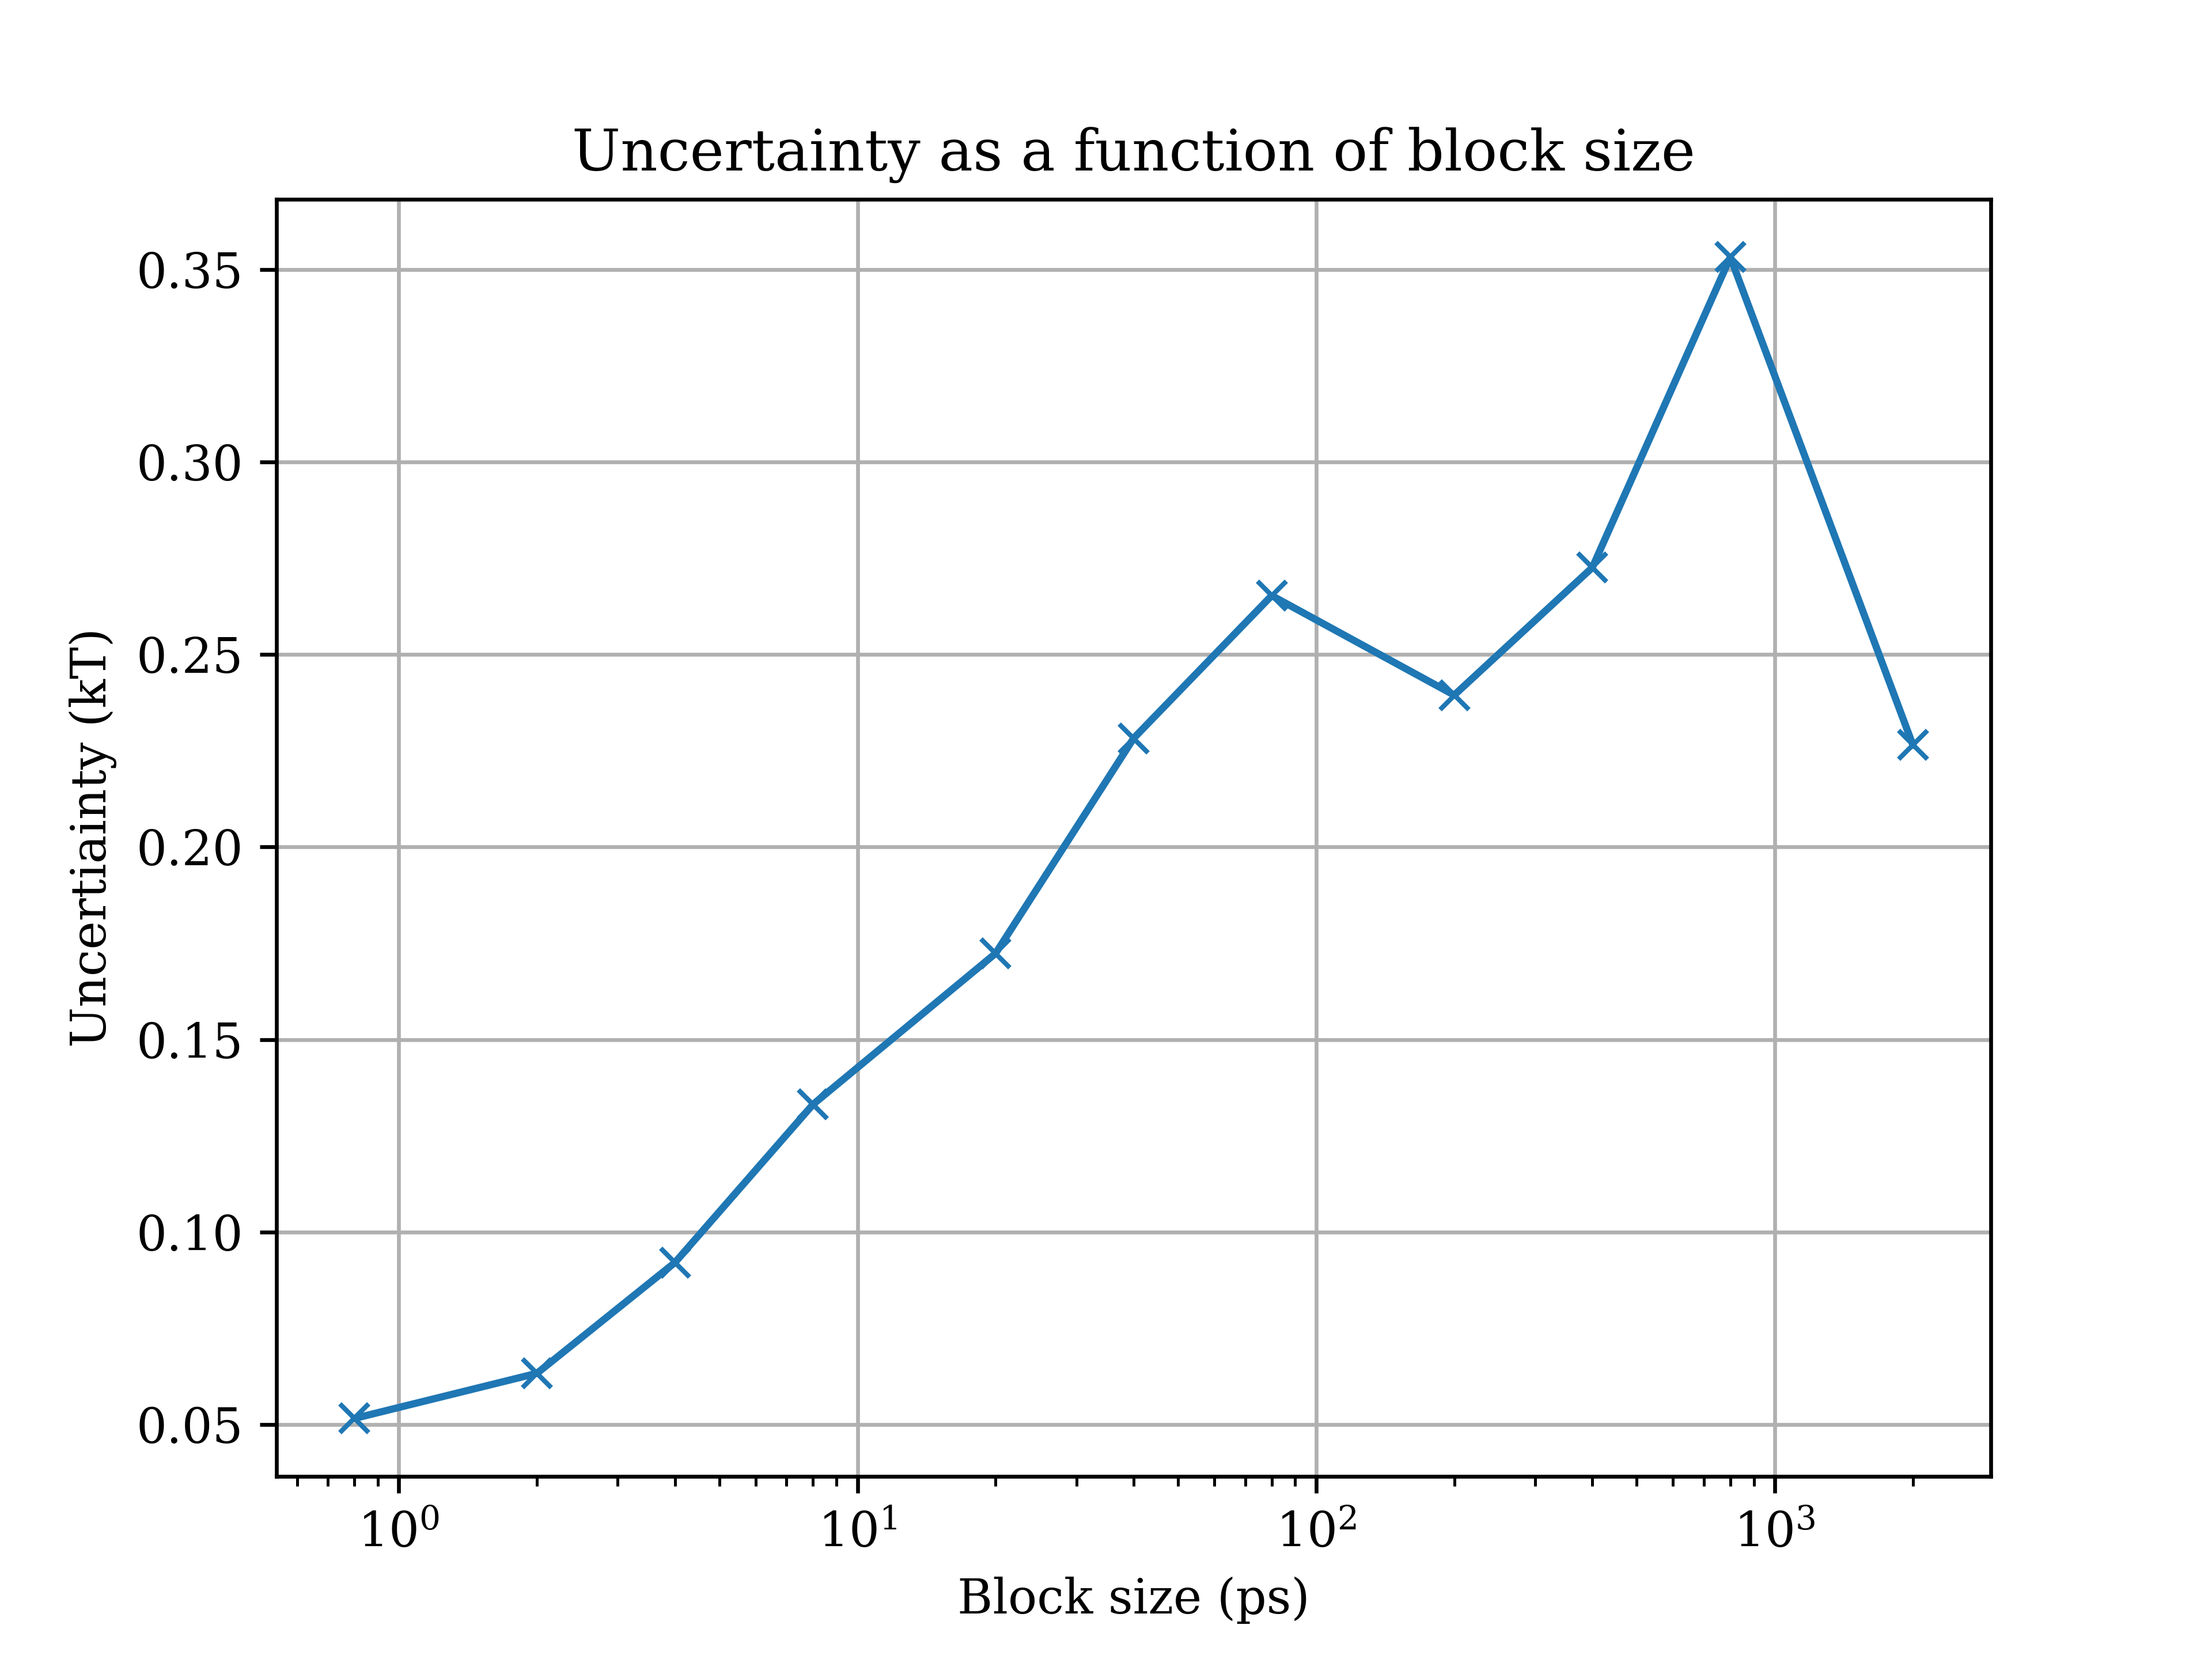 Uncertainty as a function of block size
0.35
0.30
0.25
0.20
0.15
0.10
0.05
Uncertiainty (kT)
10⁰ 10¹ 10² 10³
Block size (ps)